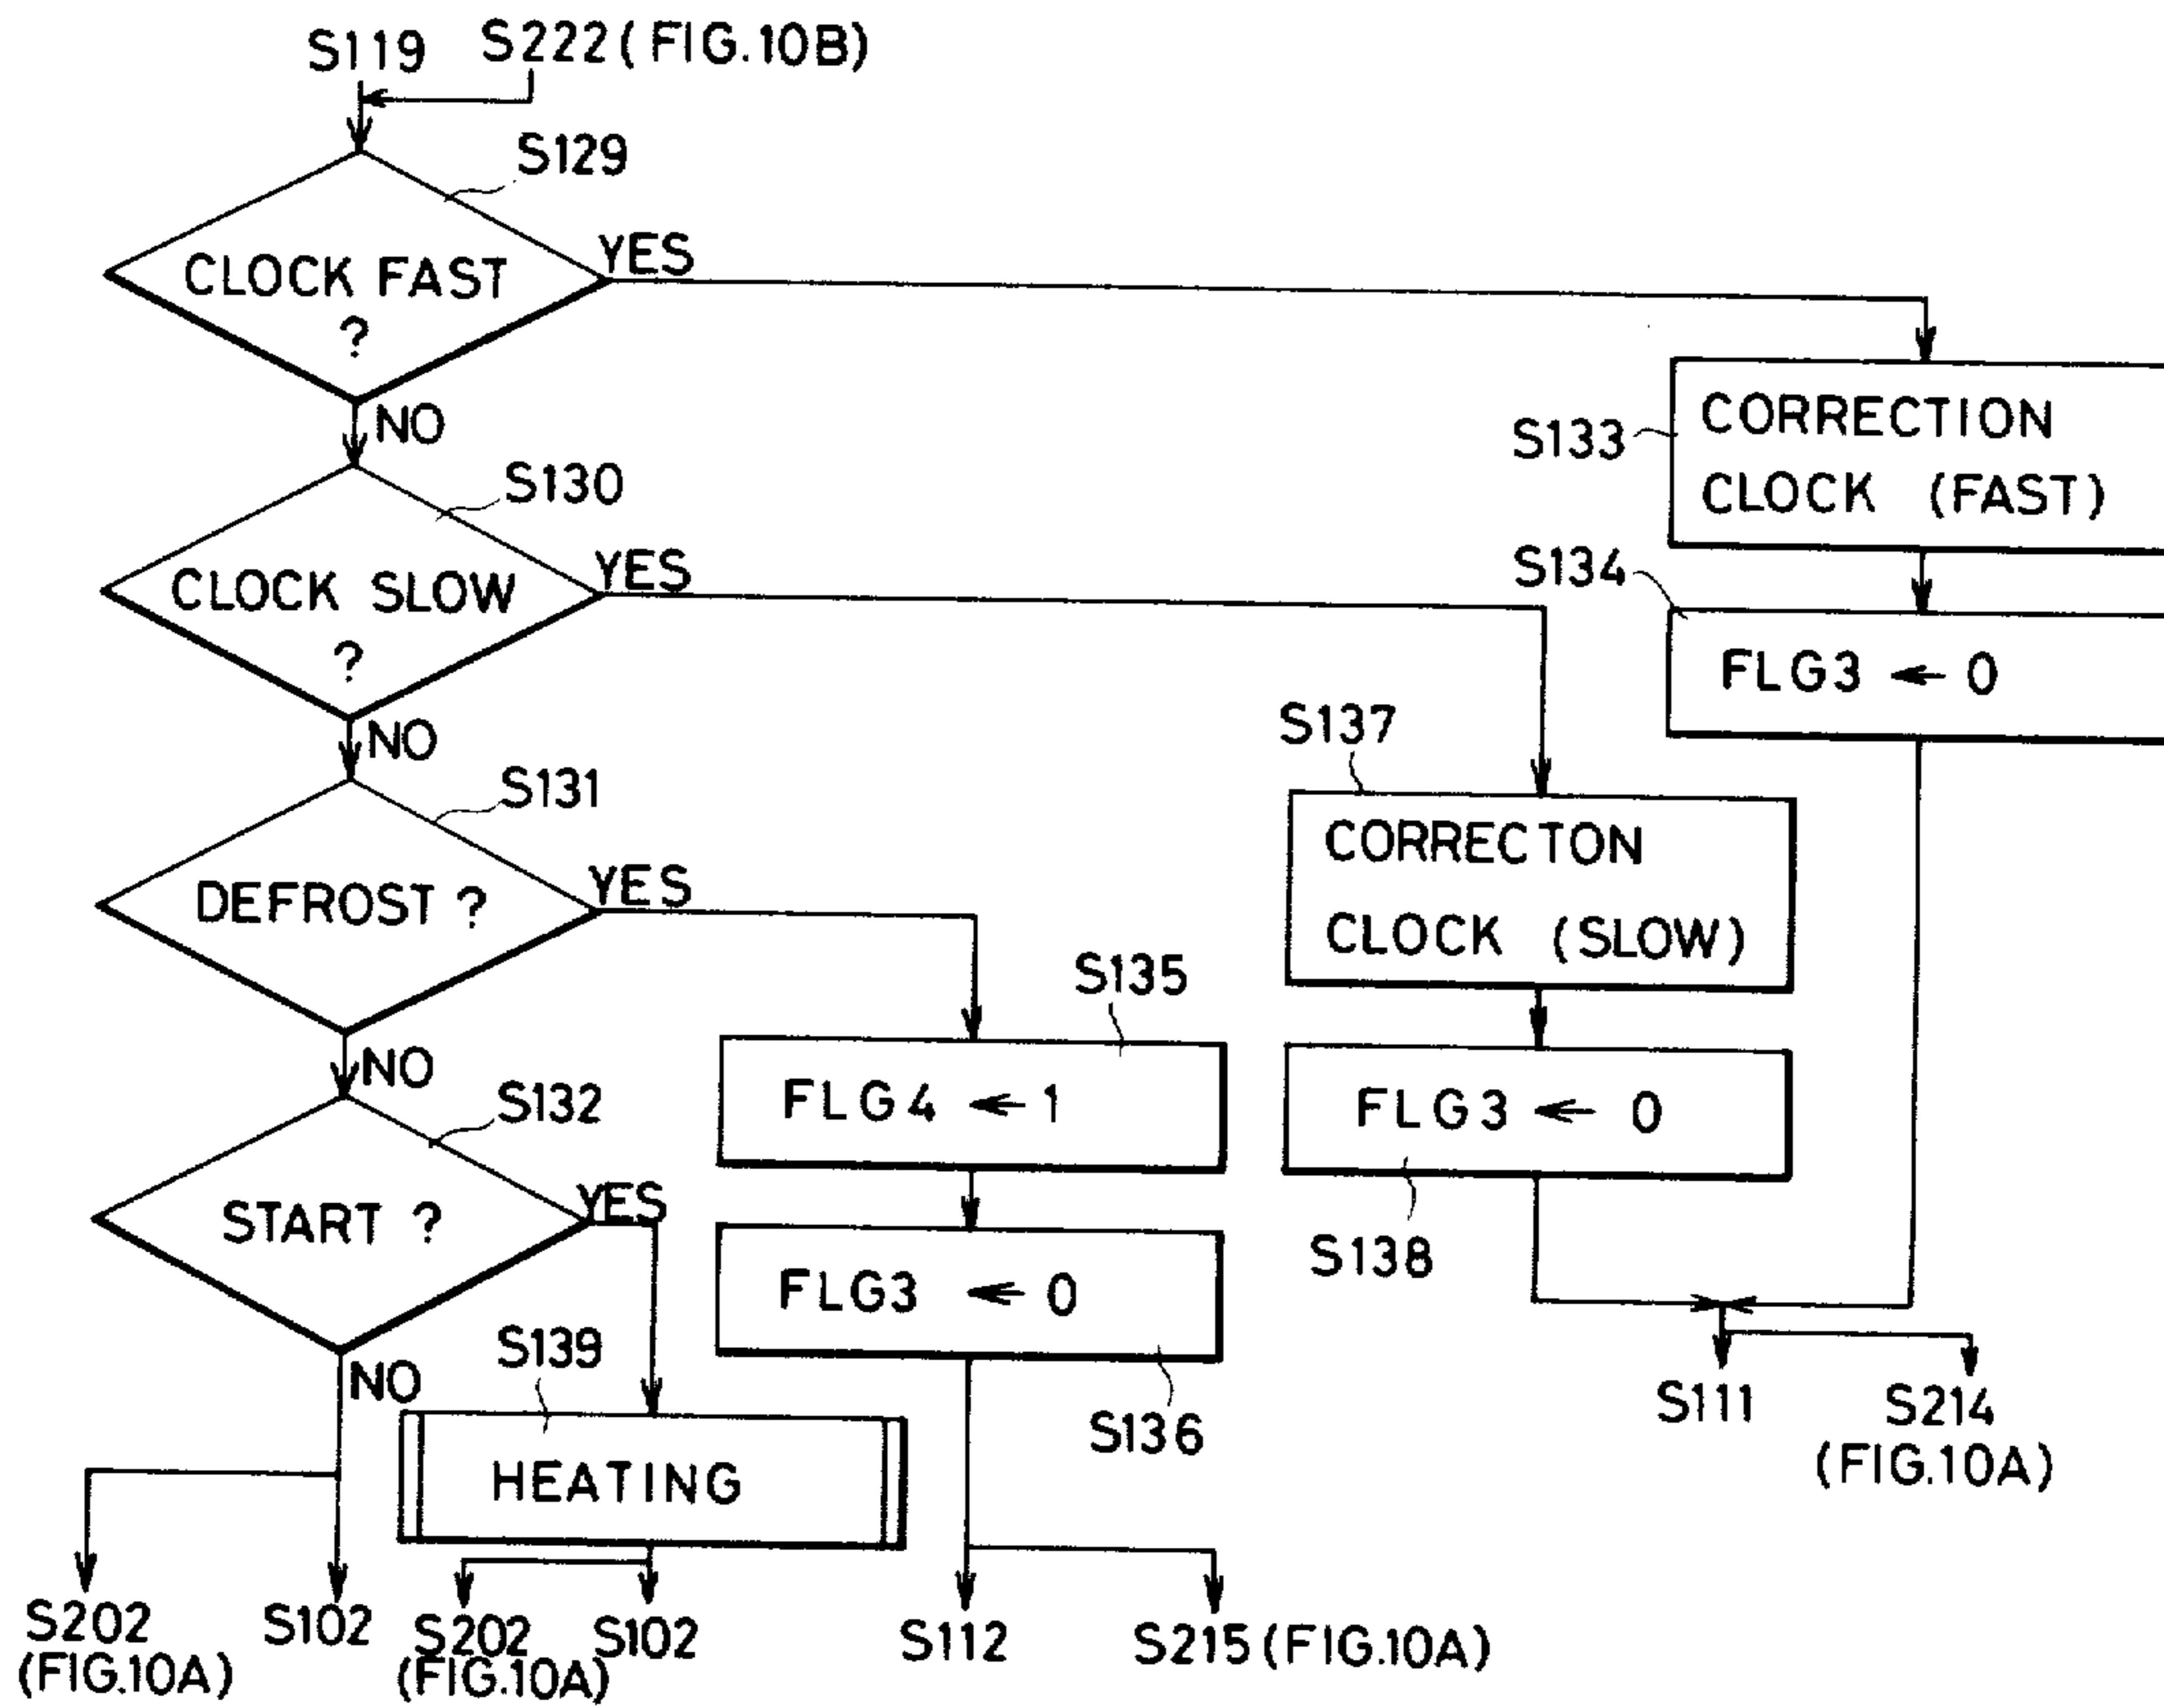 S119
S222 (FIG.10B)
S129
CLOCK FAST
?
YES
NO
S133
CORRECTION
CLOCK (FAST)
S130
CLOCK SLOW
?
YES
NO
S134
FLG3 ← 0
S137
CORRECTON
CLOCK (SLOW)
S131
DEFROST ?
YES
NO
S135
FLG4 ← 1
FLG3 ← 0
S138
S132
START ?
YES
NO
FLG3 ← 0
S136
S139
HEATING
S111
S214
(FIG.10A)
S202
(FIG.10A)
S102
S202
(FIG.10A)
S102
S112
S215 (FIG.10A)